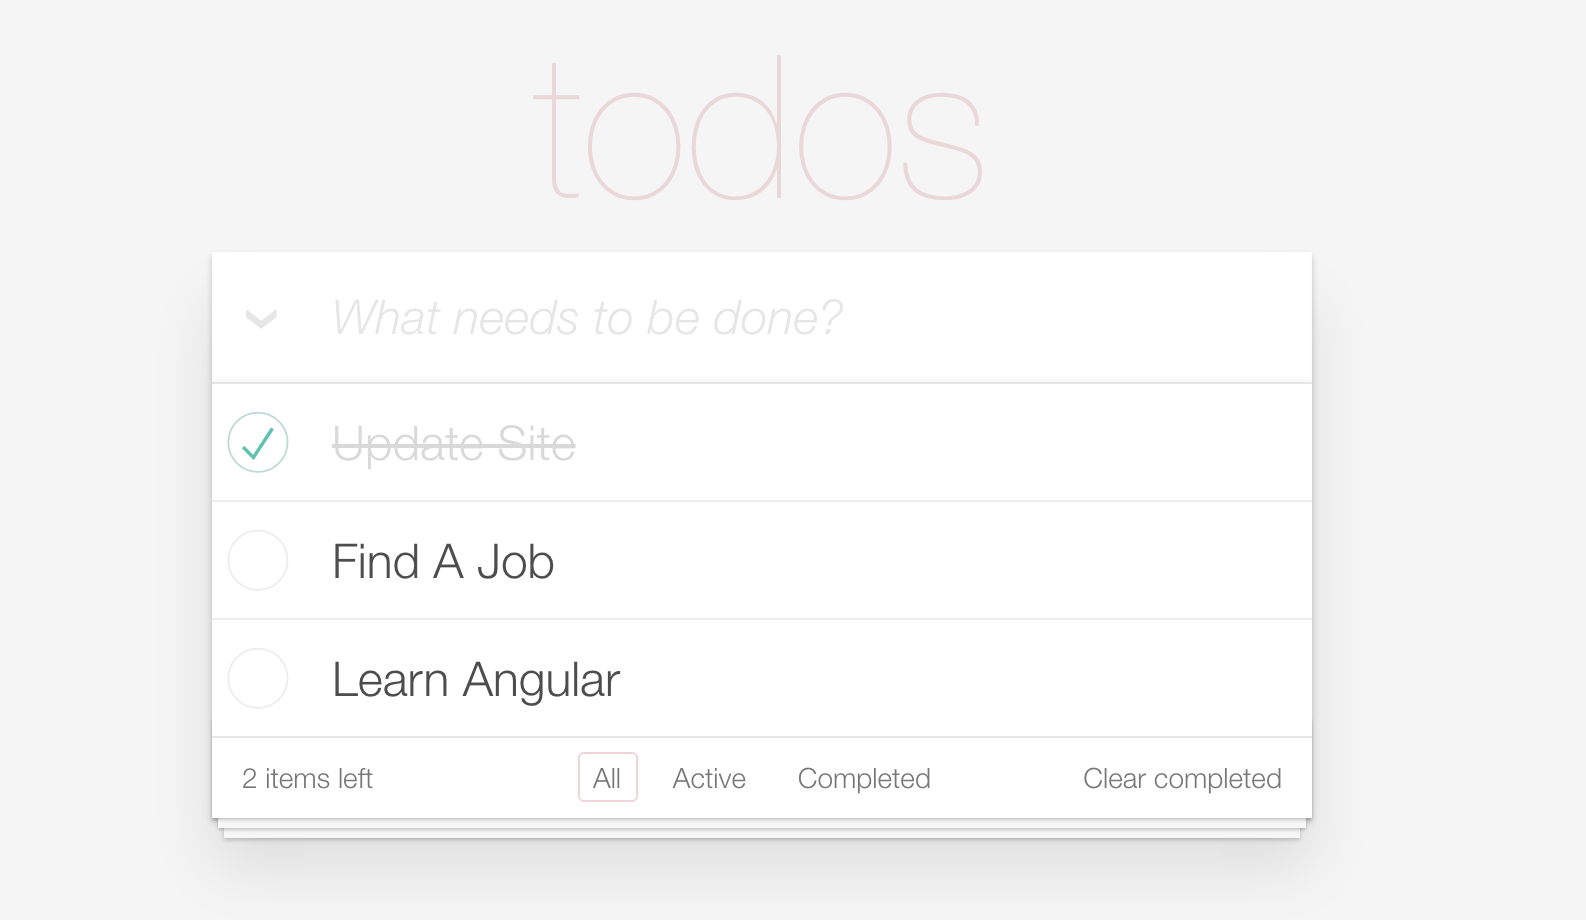 todos
What needs to be done?
Update Site
Find A Job
Learn Angular
2 items left All Active Completed Clear completed